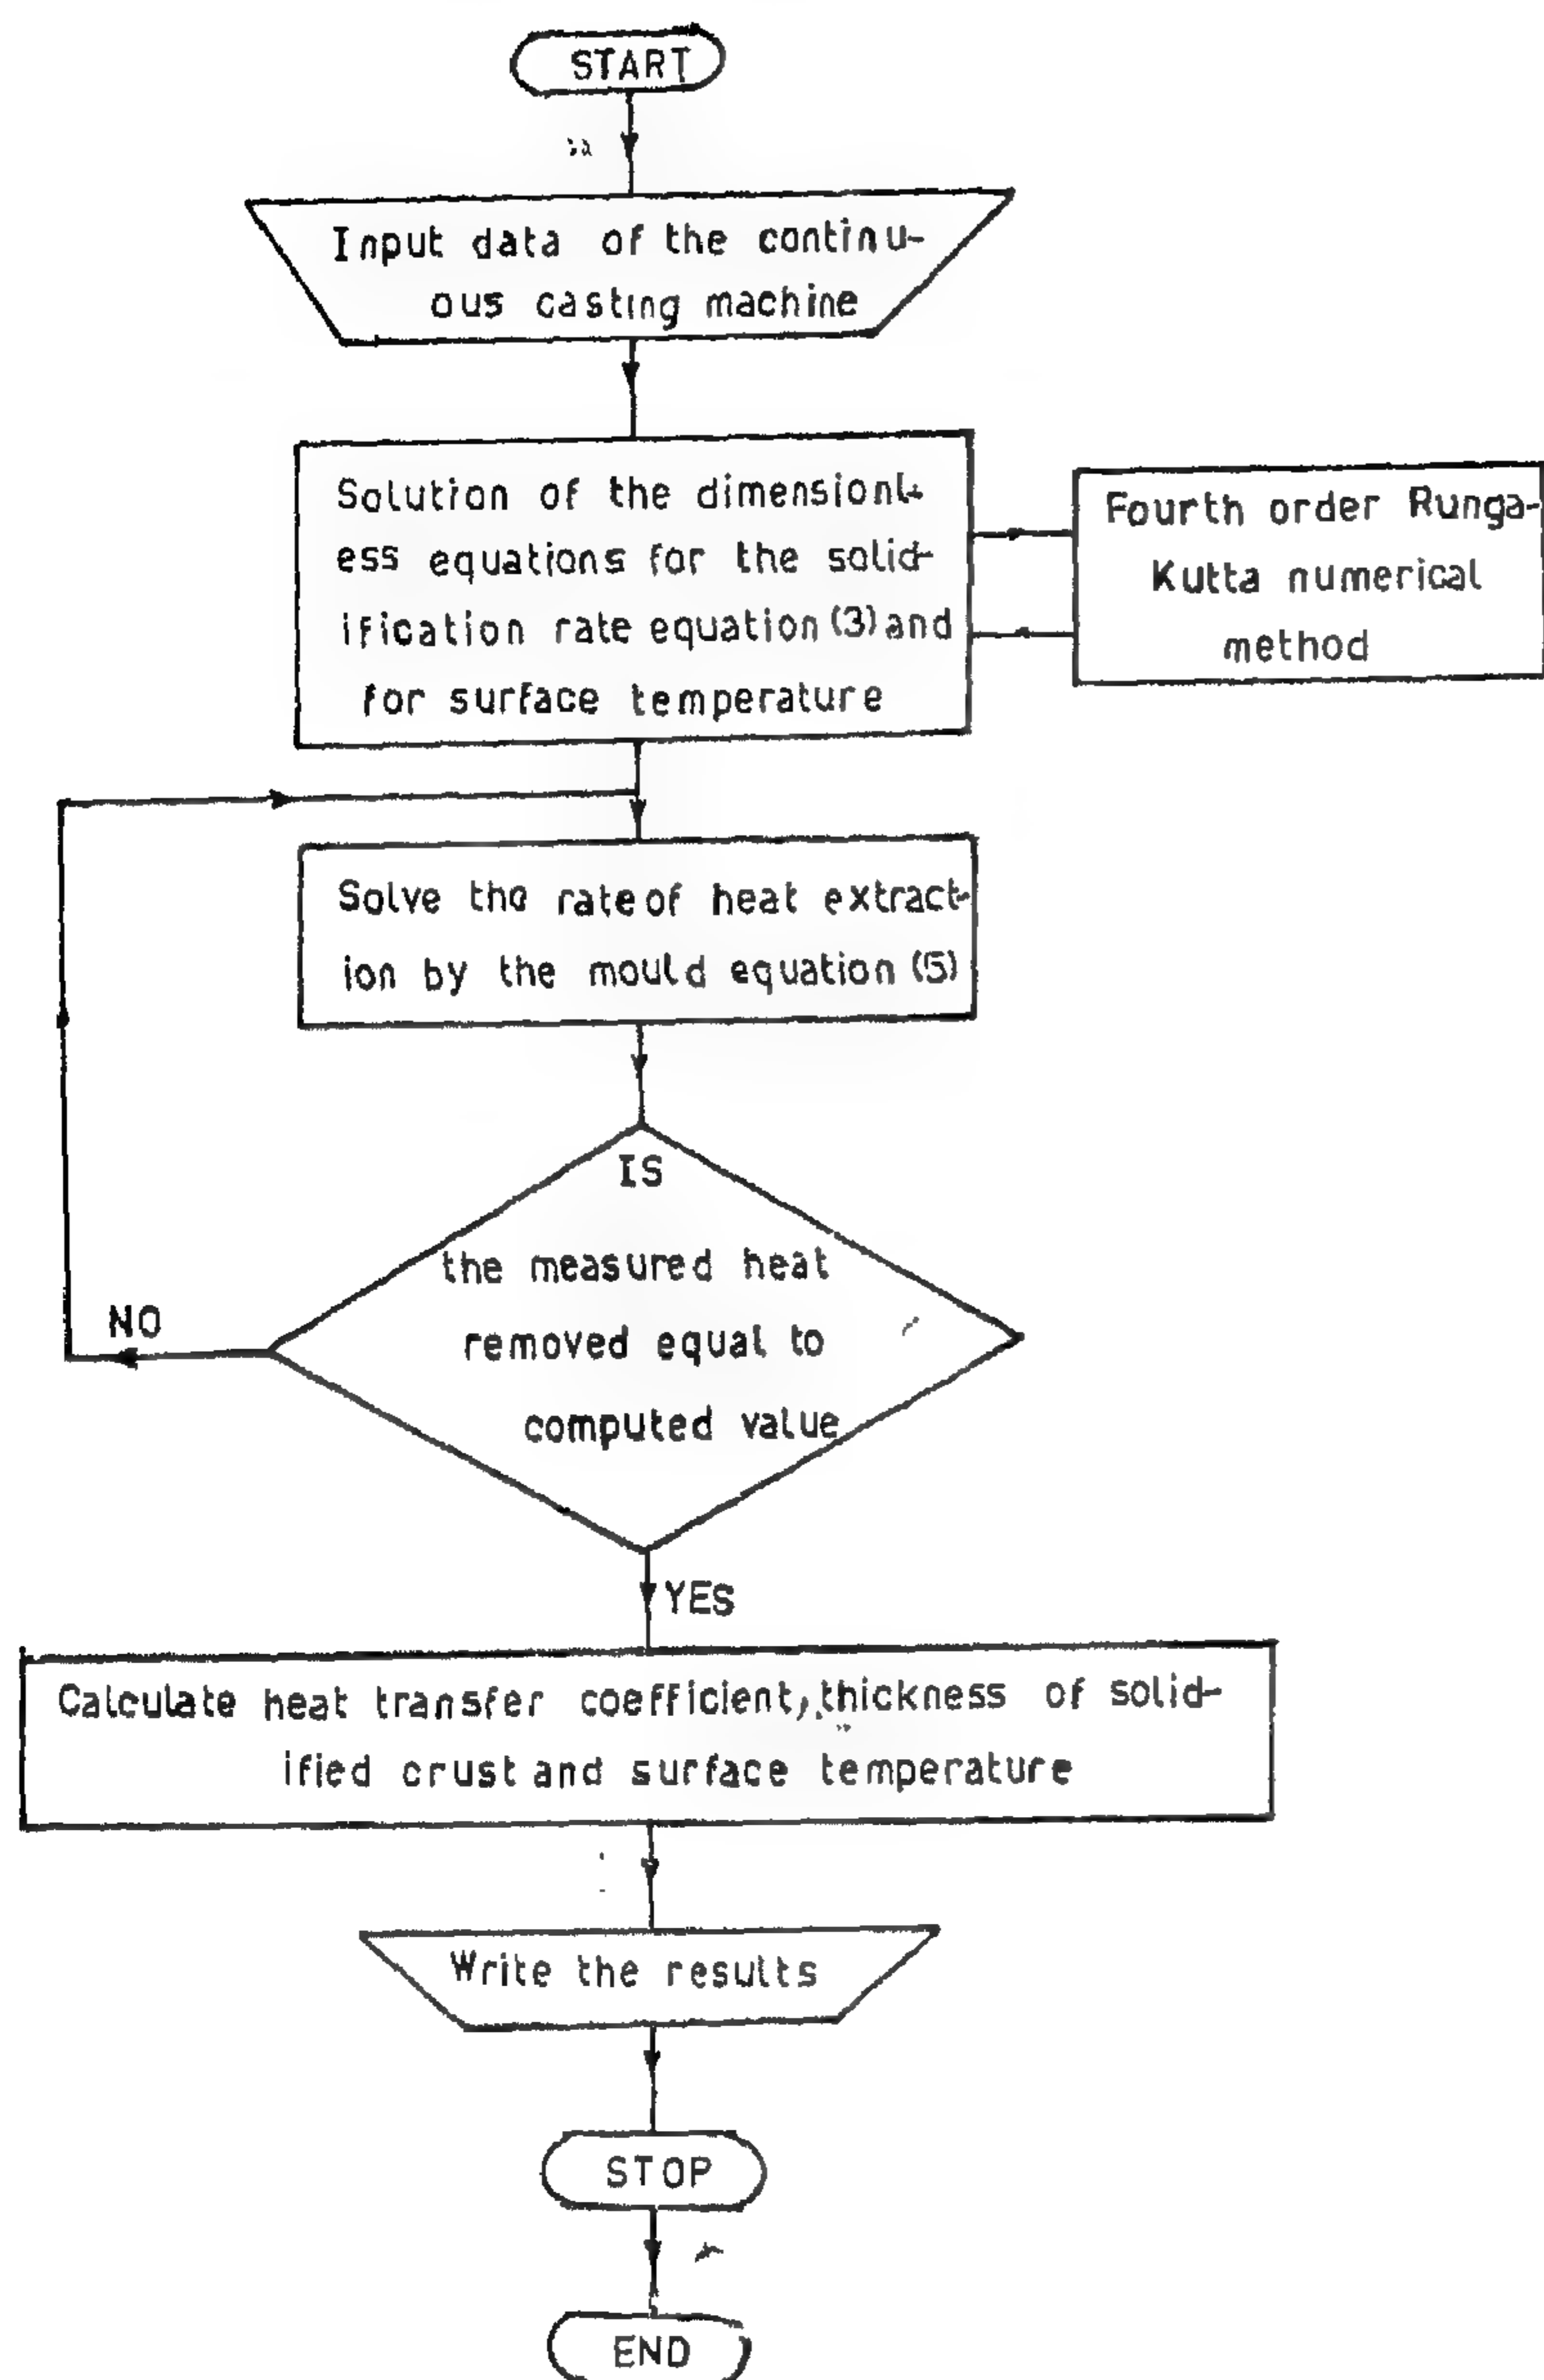 START
Input data of the continu-
ous casting machine
Solution of the dimensionl-
ess equations for the solid-
ification rate equation (3) and
for surface temperature
Fourth order Runga-
Kutta numerical
method
Solve the rate of heat extract-
ion by the mould equation (5)
IS
the measured heat
removed equal to
computed value
NO
YES
Calculate heat transfer coefficient, thickness of solid-
ified crust and surface temperature
Write the results
STOP
END